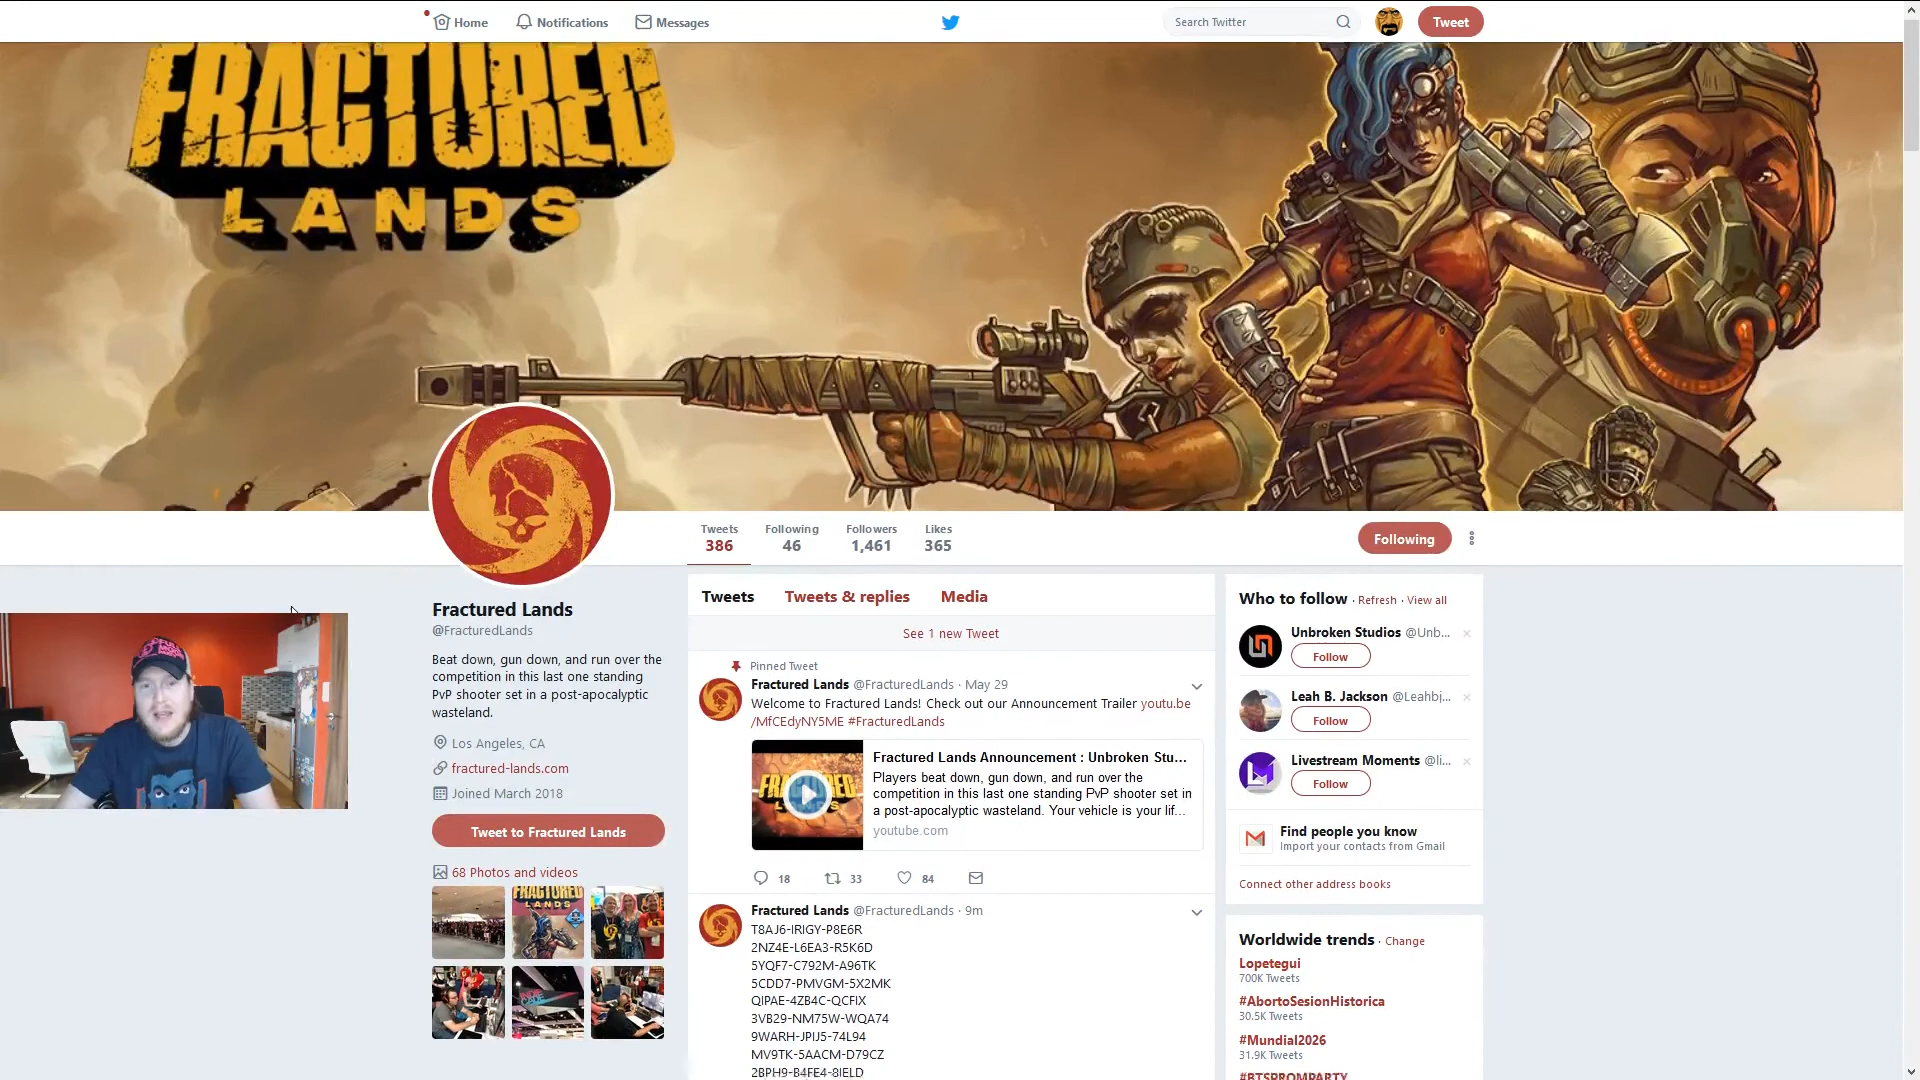 Home
Notifications
Messages
Search Twitter
Tweet
FRACTURED
LANDS
Tweets
386
Following
46
Followers
1,461
Likes
365
Following
Fractured Lands
@FracturedLands
Beat down, gun down, and run over the
competition in this last one standing
PvP shooter set in a post-apocalyptic
wasteland.
Los Angeles, CA
fractured-lands.com
Joined March 2018
Tweet to Fractured Lands
68 Photos and videos
FRACTURED
LANDS
Tweets
Tweets & replies
Media
See 1 new Tweet
Pinned Tweet
Fractured Lands @FracturedLands · May 29
Welcome to Fractured Lands! Check out our Announcement Trailer youtu.be
/MfCEdyNY5ME #FracturedLands
Fractured Lands Announcement : Unbroken Stu...
Players beat down, gun down, and run over the
competition in this last one standing PvP shooter set in
a post-apocalyptic wasteland. Your vehicle is your lif...
youtube.com
18
33
84
Fractured Lands @FracturedLands · 9m
T8AJ6-IRIGY-P8E6R
2NZ4E-L6EA3-R5K6D
5YQF7-C792M-A96TK
5CDD7-PMVGM-5X2MK
QIPAE-4ZB4C-QCFIX
3VB29-NM75W-WQA74
9WARH-JPIJ5-74L94
MV9TK-5AACM-D79CZ
2BPH9-B4FE4-8IELD
Who to follow · Refresh · View all
Unbroken Studios @Unb...
Follow
Leah B. Jackson @Leahbj...
Follow
Livestream Moments @li...
Follow
Find people you know
Import your contacts from Gmail
Connect other address books
Worldwide trends · Change
Lopetegui
700K Tweets
#AbortoSesionHistorica
30.5K Tweets
#Mundial2026
31.9K Tweets
#BTSPROMPARTY